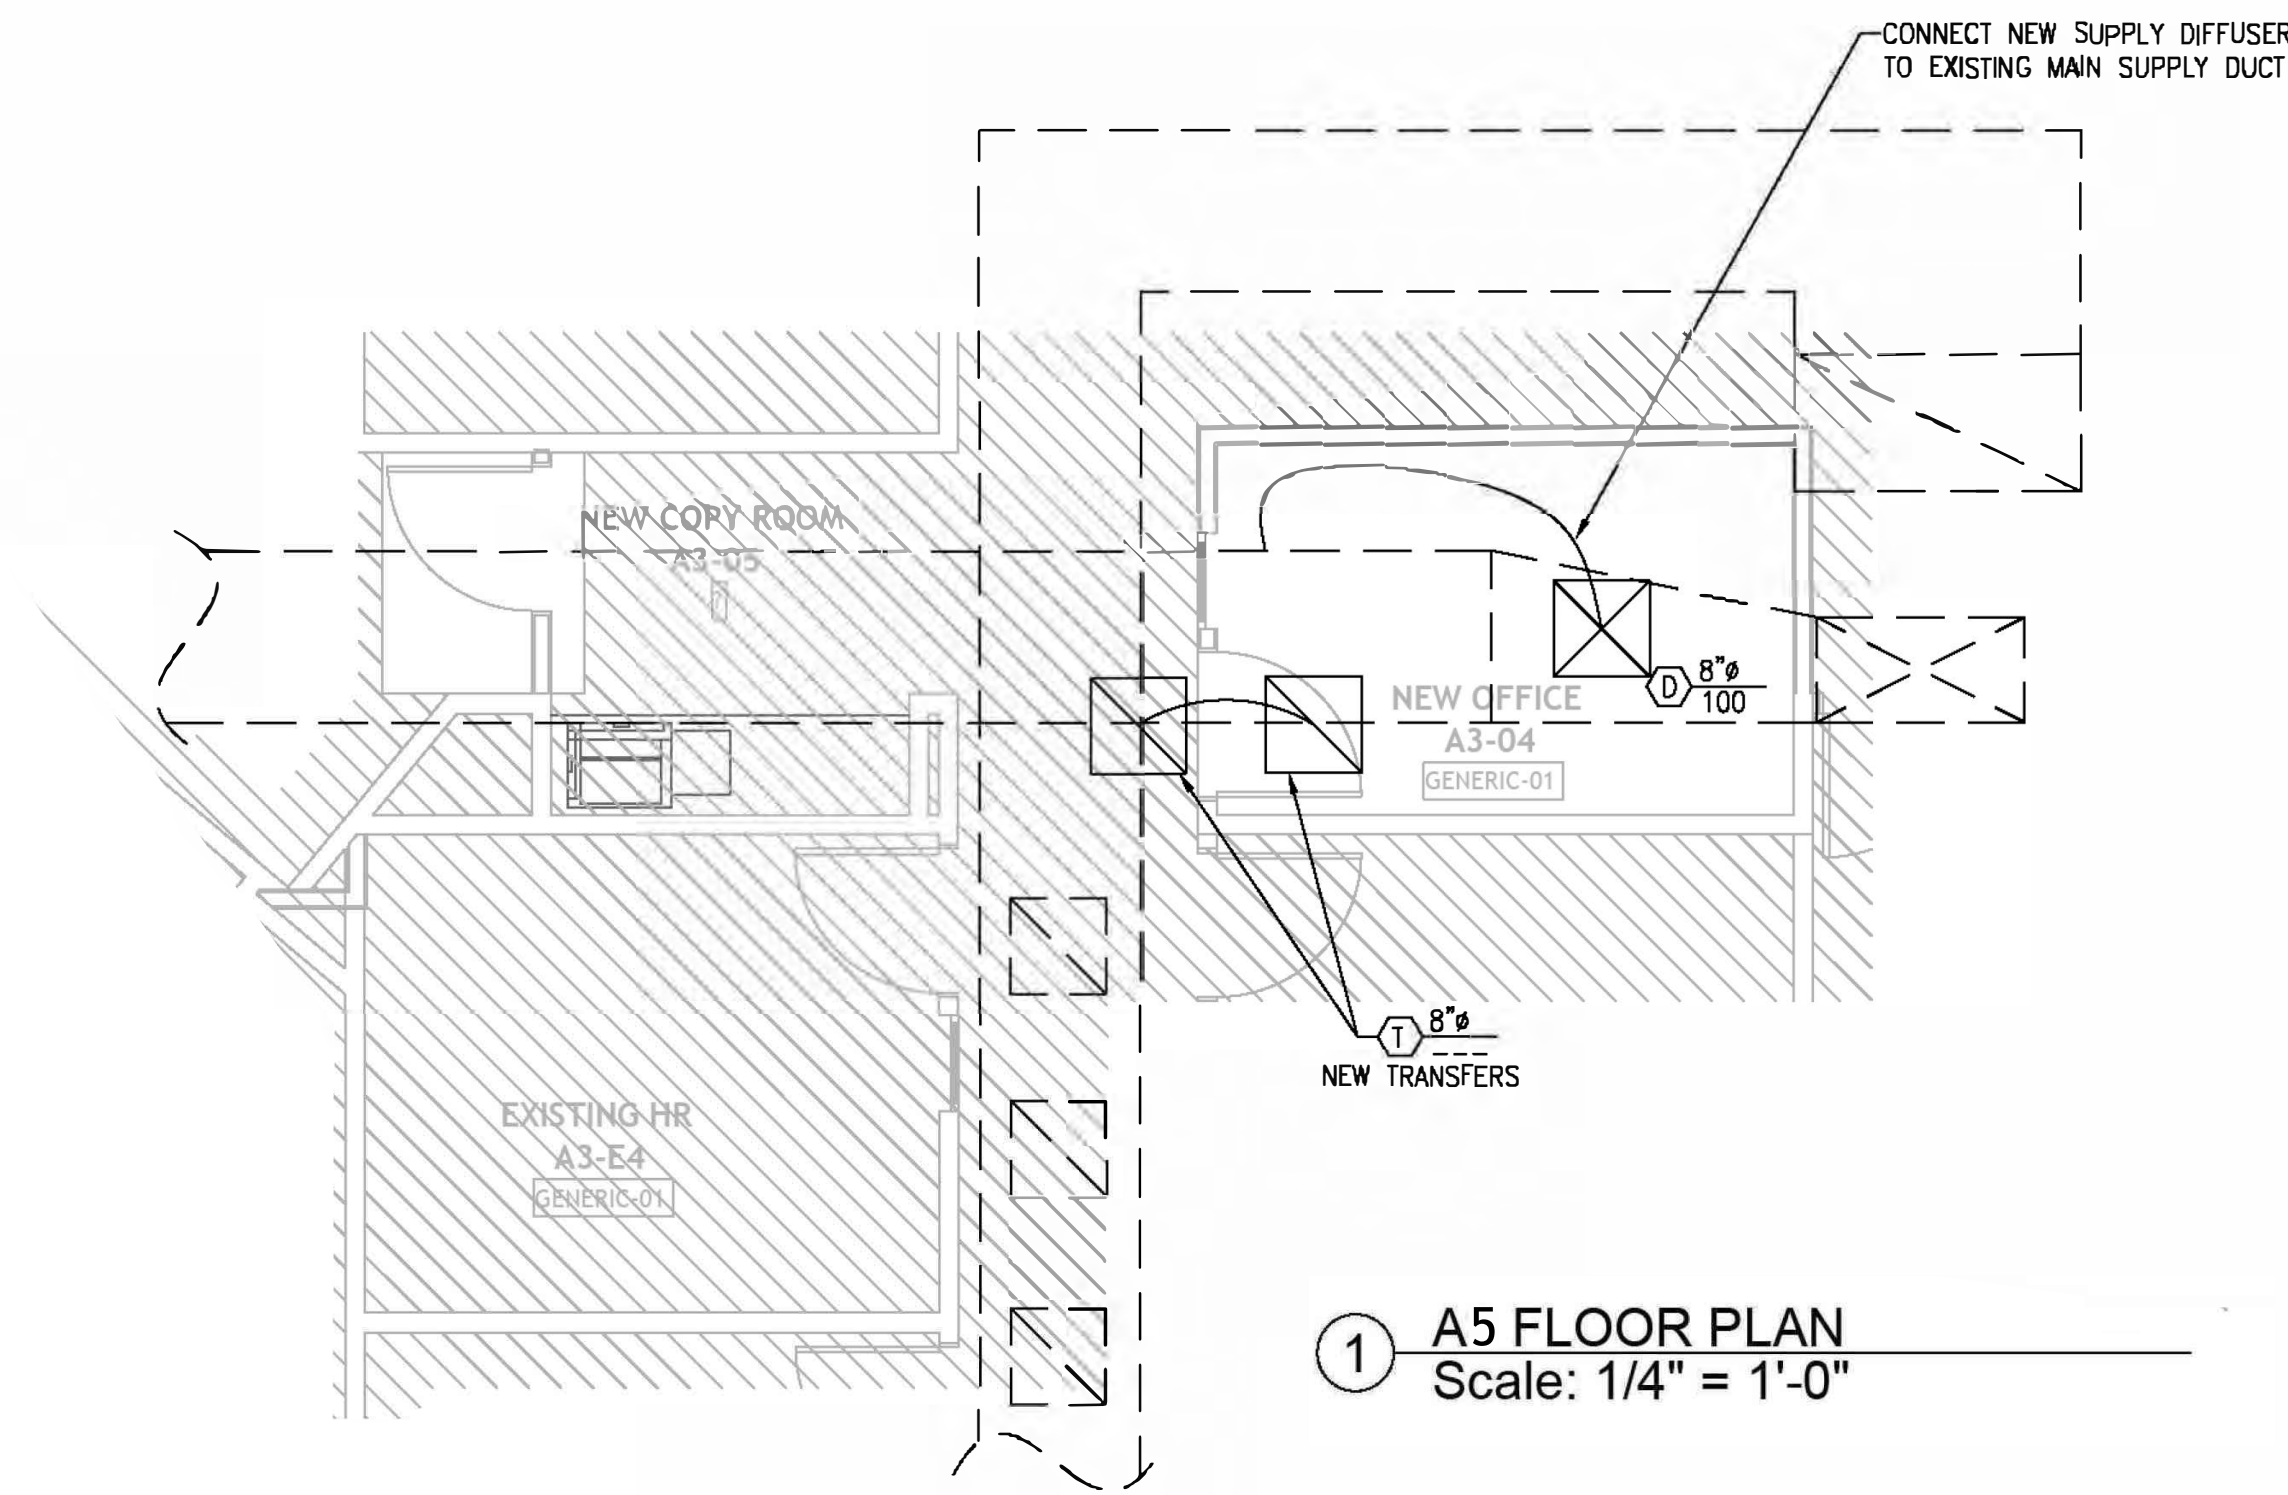 CONNECT NEW SUPPLY DIFFUSER
TO EXISTING MAIN SUPPLY DUCT
NEW COPY ROOM
A3-05
8"ø
D
100
NEW OFFICE
A3-04
GENERIC-01
8"ø
T
---
NEW TRANSFERS
EXISTING HR
A3-E4
GENERIC-01
1
A5 FLOOR PLAN
Scale: 1/4" = 1'-0"